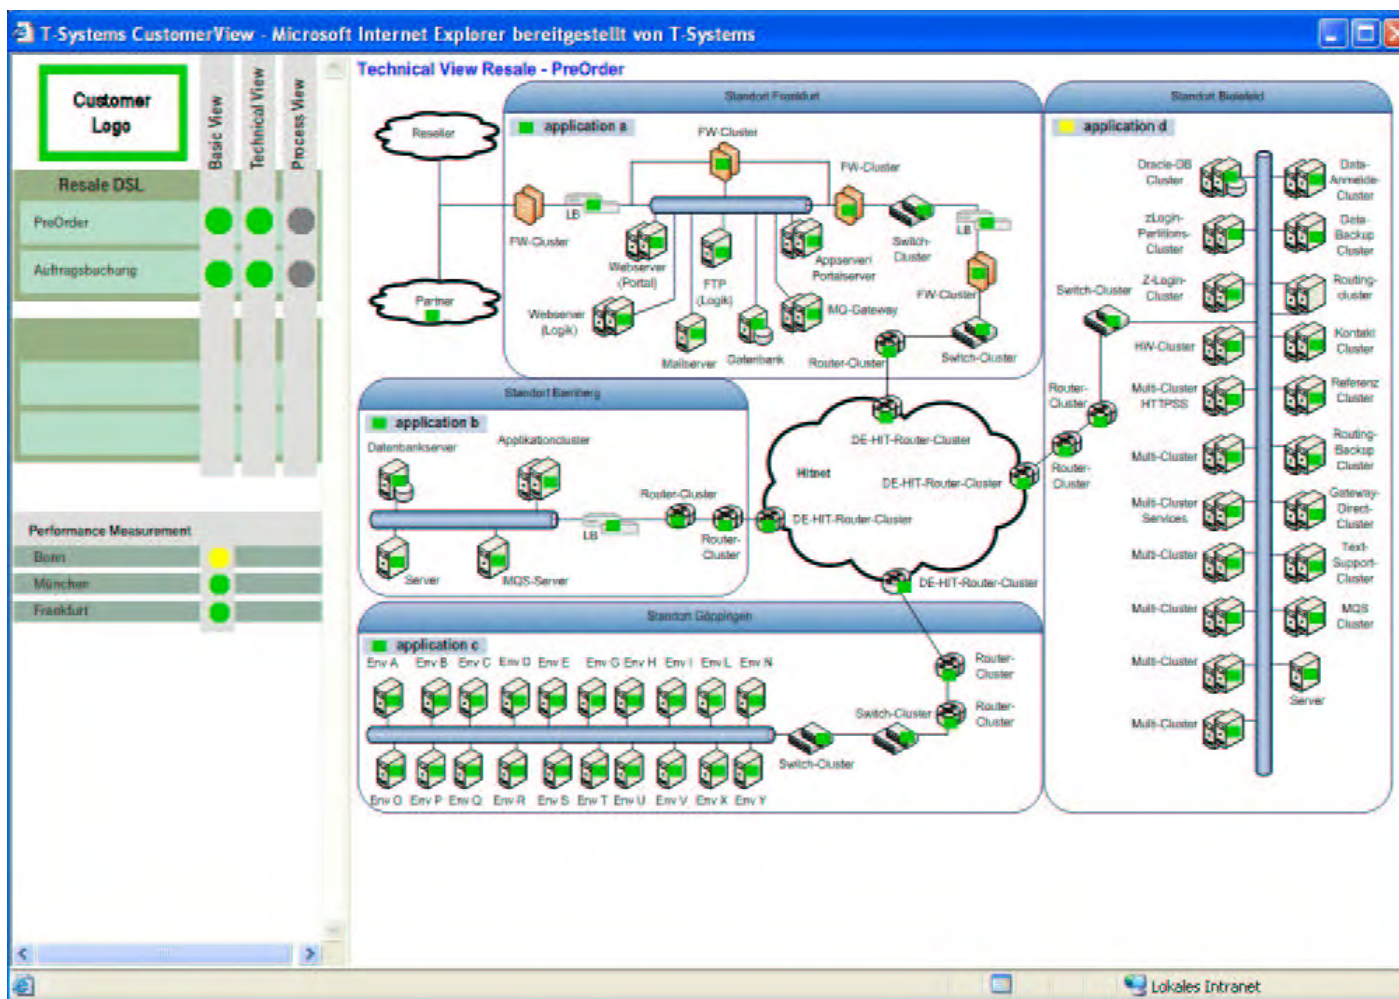 T-Systems CustomerView - Microsoft Internet Explorer bereitgestellt von T-Systems
Customer
Logo
Basic View
Technical View
Process View
Resale DSL
PreOrder
Auftragsbuchung
Performance Measurement
Bonn
München
Frankfurt
Technical View Resale - PreOrder
Reseller
Partner
Standort Frankfurt
application a
FW-Cluster
FW-Cluster
LB
FW-Cluster
Webserver
(Portal)
FTP
(Logik)
Appserver/
Portalserver
Switch-
Cluster
LB
FW-Cluster
Webserver
(Logik)
Mailserver
Datenbank
MQ-Gateway
Router-Cluster
Switch-Cluster
Standort Bamberg
application b
Datenbankserver
Applikationcluster
Router-Cluster
LB
Router-
Cluster
Server
MQS-Server
Hitnet
DE-HIT-Router-Cluster
DE-HIT-Router-Cluster
DE-HIT-Router-Cluster
DE-HIT-Router-Cluster
Router-
Cluster
Router-
Cluster
Switch-Cluster
Standort Göppingen
application c
Env A Env B Env C Env D Env E Env G Env H Env I Env L Env N
Router-
Cluster
Switch-Cluster
Router-
Cluster
Switch-Cluster
Env O Env P Env Q Env R Env S Env T Env U Env V Env X Env Y
Standort Bielefeld
application d
Oracle-DB
Cluster
Data-
Anmelde-
Cluster
zLogin-
Partitions-
Cluster
Data-
Backup
Cluster
Z-Login-
Cluster
Routing-
cluster
HW-Cluster
Kontakt
Cluster
Multi-Cluster
HTTPSS
Referenz
Cluster
Multi-Cluster
Routing-
Backup
Cluster
Multi-Cluster
Services
Gateway-
Direct-
Cluster
Multi-Cluster
Text-
Support-
Cluster
Multi-Cluster
MQS
Cluster
Multi-Cluster
Server
Multi-Cluster
Lokales Intranet